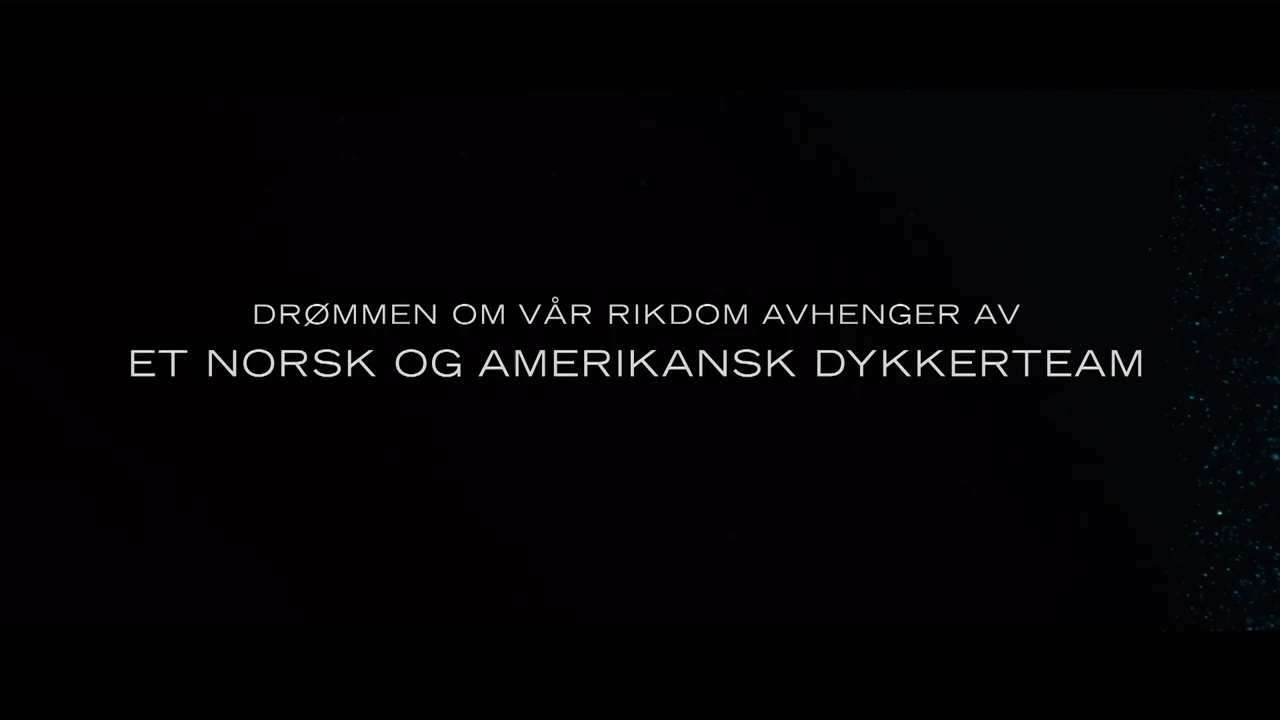 DRØMMEN OM VÅR RIKDOM AVHENGER AV
ET NORSK OG AMERIKANSK DYKKERTEAM